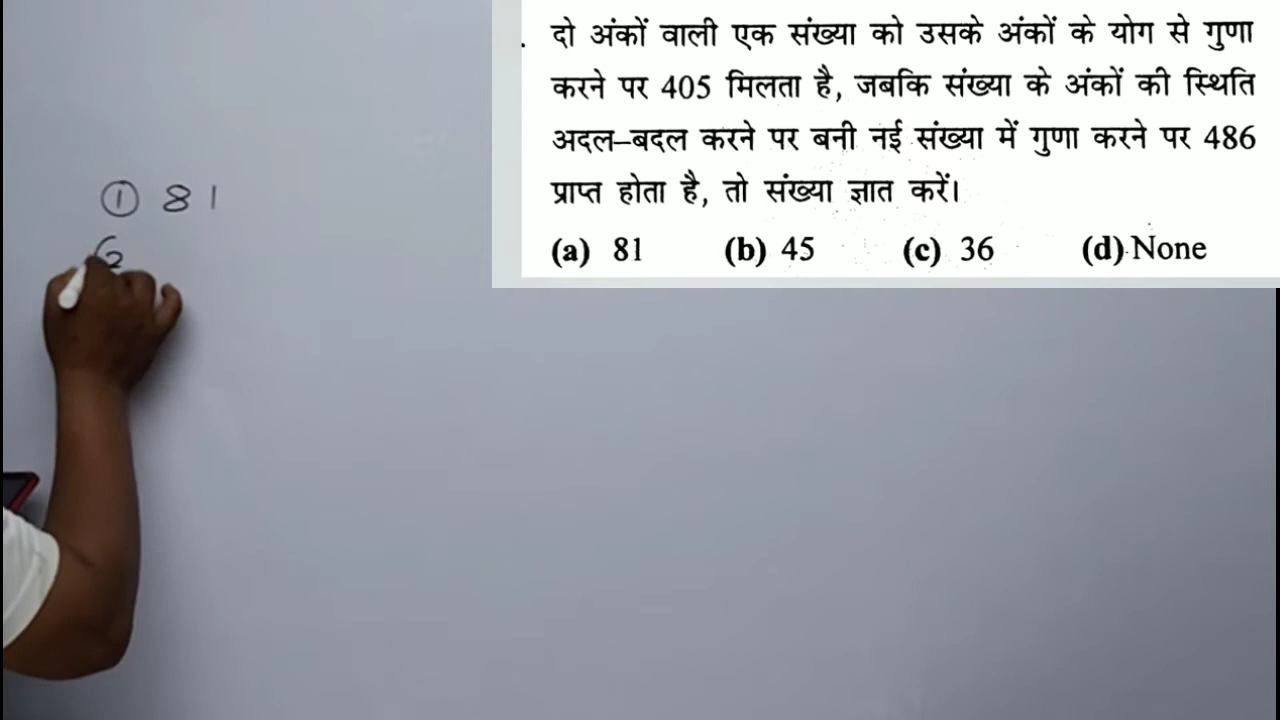 . दो अंकों वाली एक संख्या को उसके अंकों के योग से गुणा
करने पर 405 मिलता है, जबकि संख्या के अंकों की स्थिति
अदल–बदल करने पर बनी नई संख्या में गुणा करने पर 486
प्राप्त होता है, तो संख्या ज्ञात करें।
(a) 81 (b) 45 (c) 36 (d) None
① 81
2